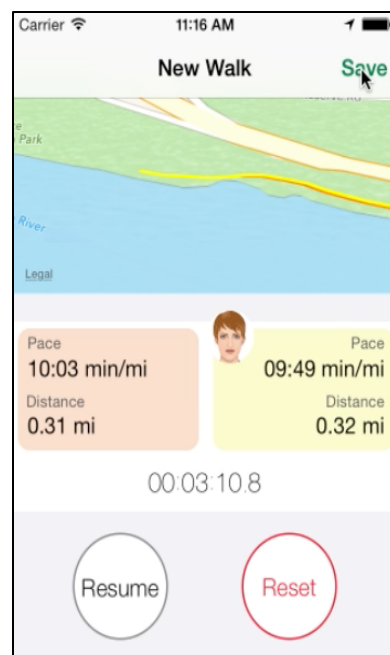 Carrier 11:16 AM
New Walk Save
e
Park
River
Legal
Pace Pace
10:03 min/mi 09:49 min/mi
Distance Distance
0.31 mi 0.32 mi
00:03:10.8
Resume Reset